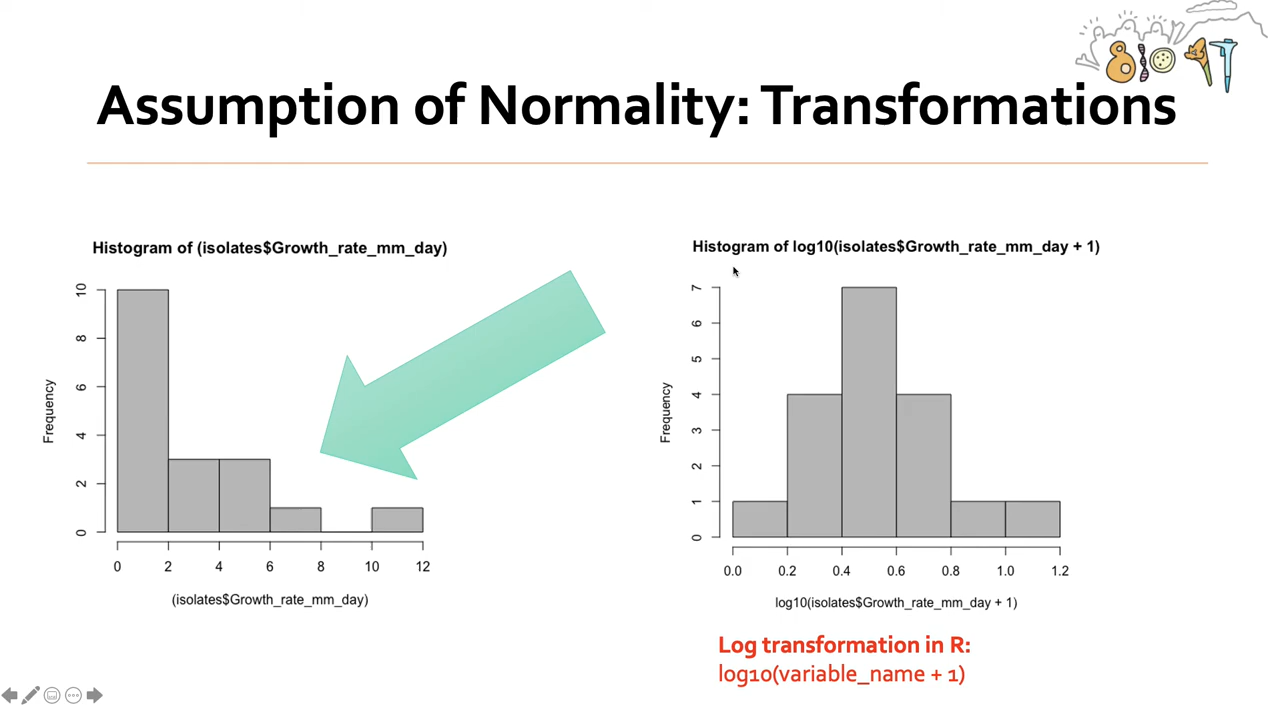 BIO AT
Assumption of Normality: Transformations
Histogram of (isolates$Growth_rate_mm_day)
Frequency
10
8
6
4
2
0
0 2 4 6 8 10 12
(isolates$Growth_rate_mm_day)
Histogram of log10(isolates$Growth_rate_mm_day + 1)
Frequency
7
6
5
4
3
2
1
0
0.0 0.2 0.4 0.6 0.8 1.0 1.2
log10(isolates$Growth_rate_mm_day + 1)
Log transformation in R:
log10(variable_name + 1)